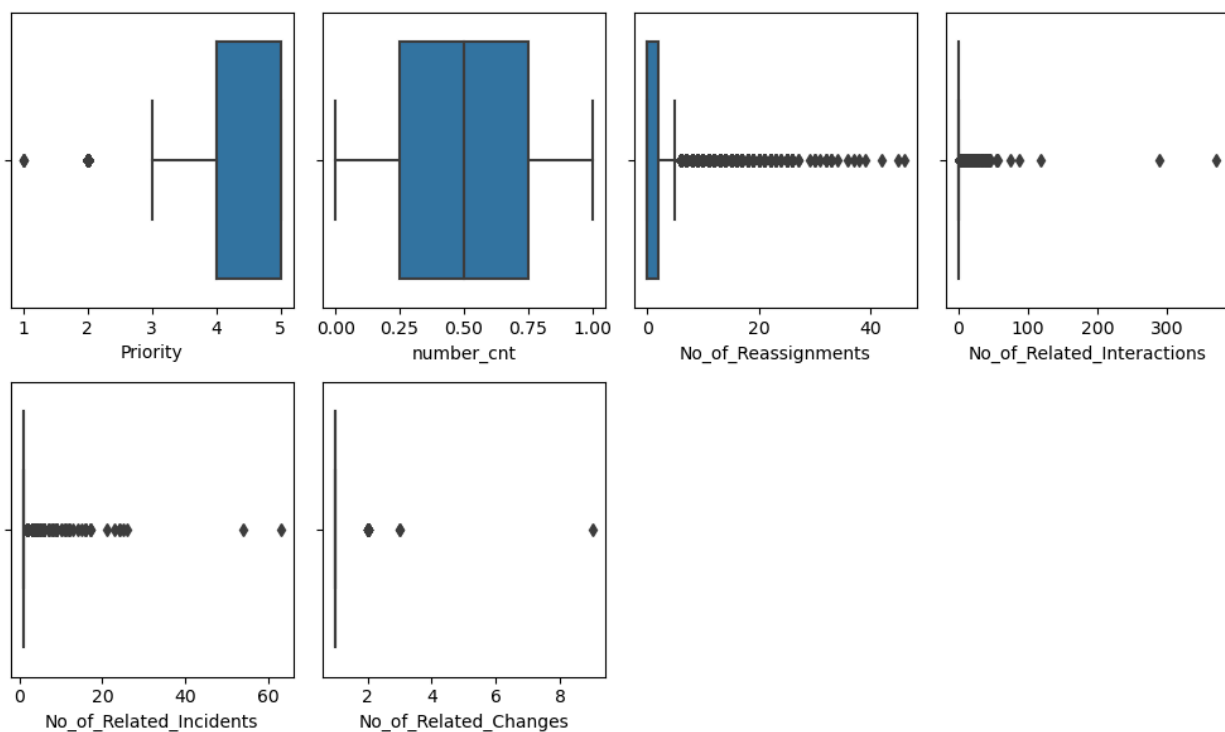 1 2 3 4 5
Priority
0.00 0.25 0.50 0.75 1.00
number_cnt
0 20 40
No_of_Reassignments
0 100 200 300
No_of_Related_Interactions
0 20 40 60
No_of_Related_Incidents
2 4 6 8
No_of_Related_Changes